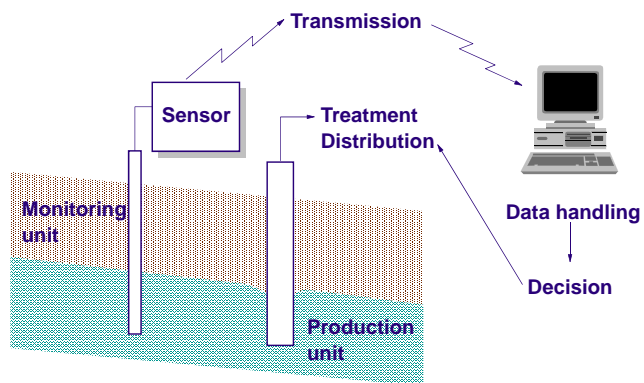 Transmission
Sensor
Treatment
Distribution
Monitoring
unit
Data handling
Decision
Production
unit